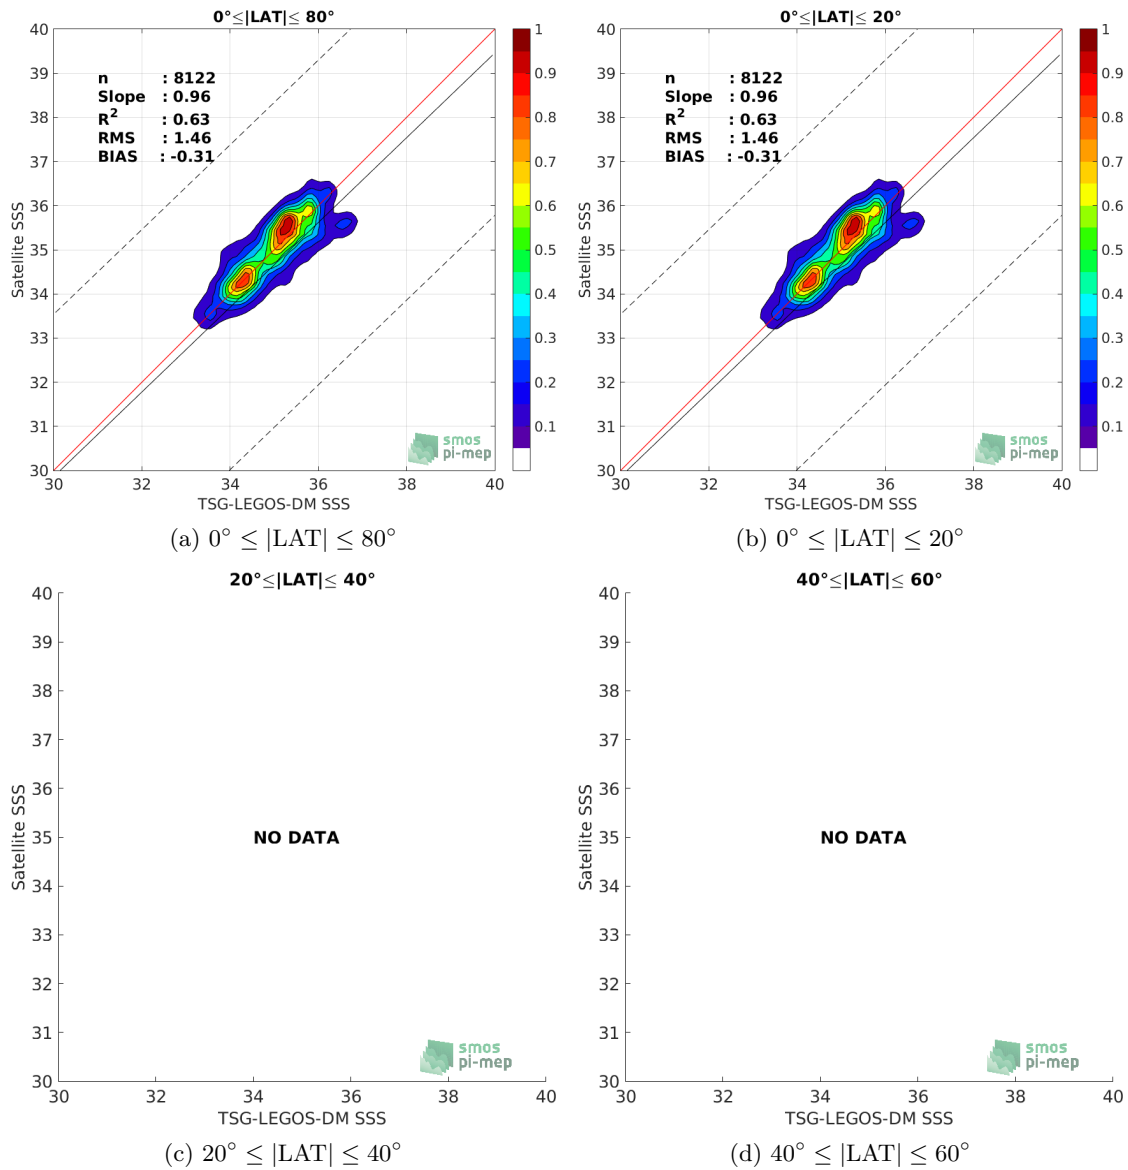 0°≤|LAT|≤ 80°
n : 8122
Slope : 0.96
R² : 0.63
RMS : 1.46
BIAS : -0.31
40
39
38
37
36
35
34
33
32
31
30
Satellite SSS
30 32 34 36 38 40
TSG-LEGOS-DM SSS
1
0.9
0.8
0.7
0.6
0.5
0.4
0.3
0.2
0.1
smos
pi-mep
(a) 0° ≤ |LAT| ≤ 80°
0°≤|LAT|≤ 20°
n : 8122
Slope : 0.96
R² : 0.63
RMS : 1.46
BIAS : -0.31
40
39
38
37
36
35
34
33
32
31
30
Satellite SSS
30 32 34 36 38 40
TSG-LEGOS-DM SSS
1
0.9
0.8
0.7
0.6
0.5
0.4
0.3
0.2
0.1
smos
pi-mep
(b) 0° ≤ |LAT| ≤ 20°
20°≤|LAT|≤ 40°
40
39
38
37
36
35
34
33
32
31
30
Satellite SSS
NO DATA
smos
pi-mep
30 32 34 36 38 40
TSG-LEGOS-DM SSS
(c) 20° ≤ |LAT| ≤ 40°
40°≤|LAT|≤ 60°
40
39
38
37
36
35
34
33
32
31
30
Satellite SSS
NO DATA
smos
pi-mep
30 32 34 36 38 40
TSG-LEGOS-DM SSS
(d) 40° ≤ |LAT| ≤ 60°